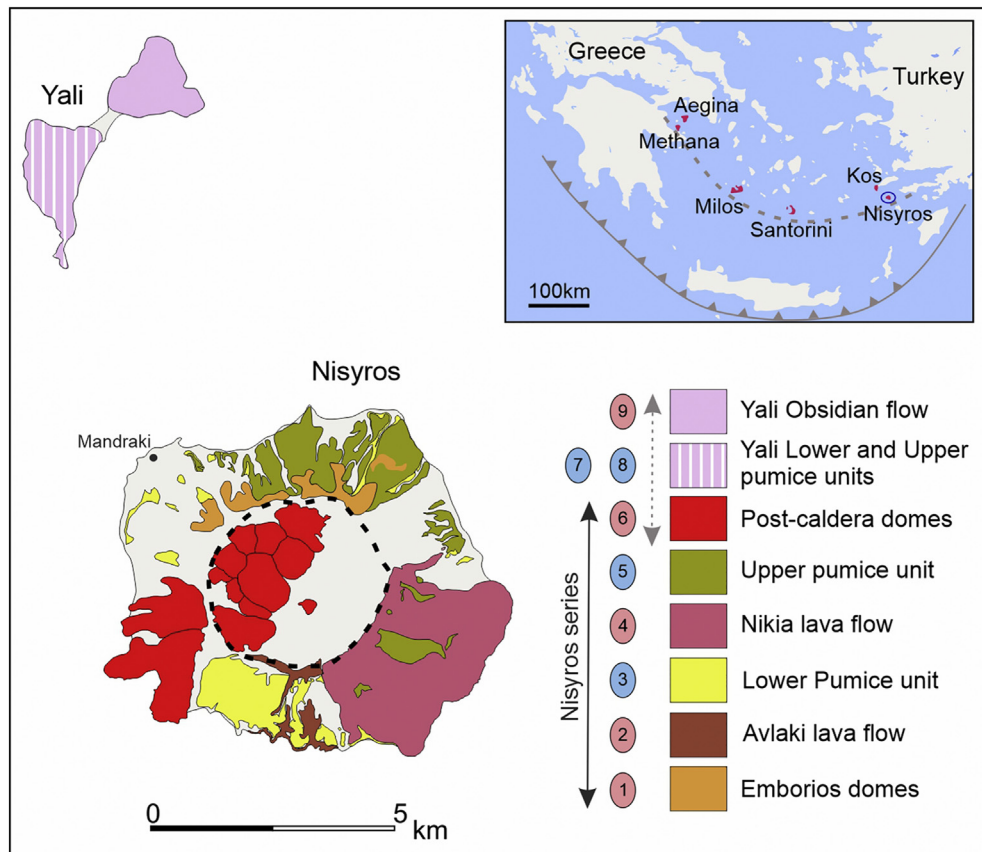 Yali
Greece
Turkey
Aegina
Methana
Kos
Milos
Nisyros
Santorini
100km
Nisyros
Mandraki
9 Yali Obsidian flow
7 8 Yali Lower and Upper
pumice units
6 Post-caldera domes
5 Upper pumice unit
4 Nikia lava flow
3 Lower Pumice unit
2 Avlaki lava flow
1 Emborios domes
Nisyros series
0 5
km